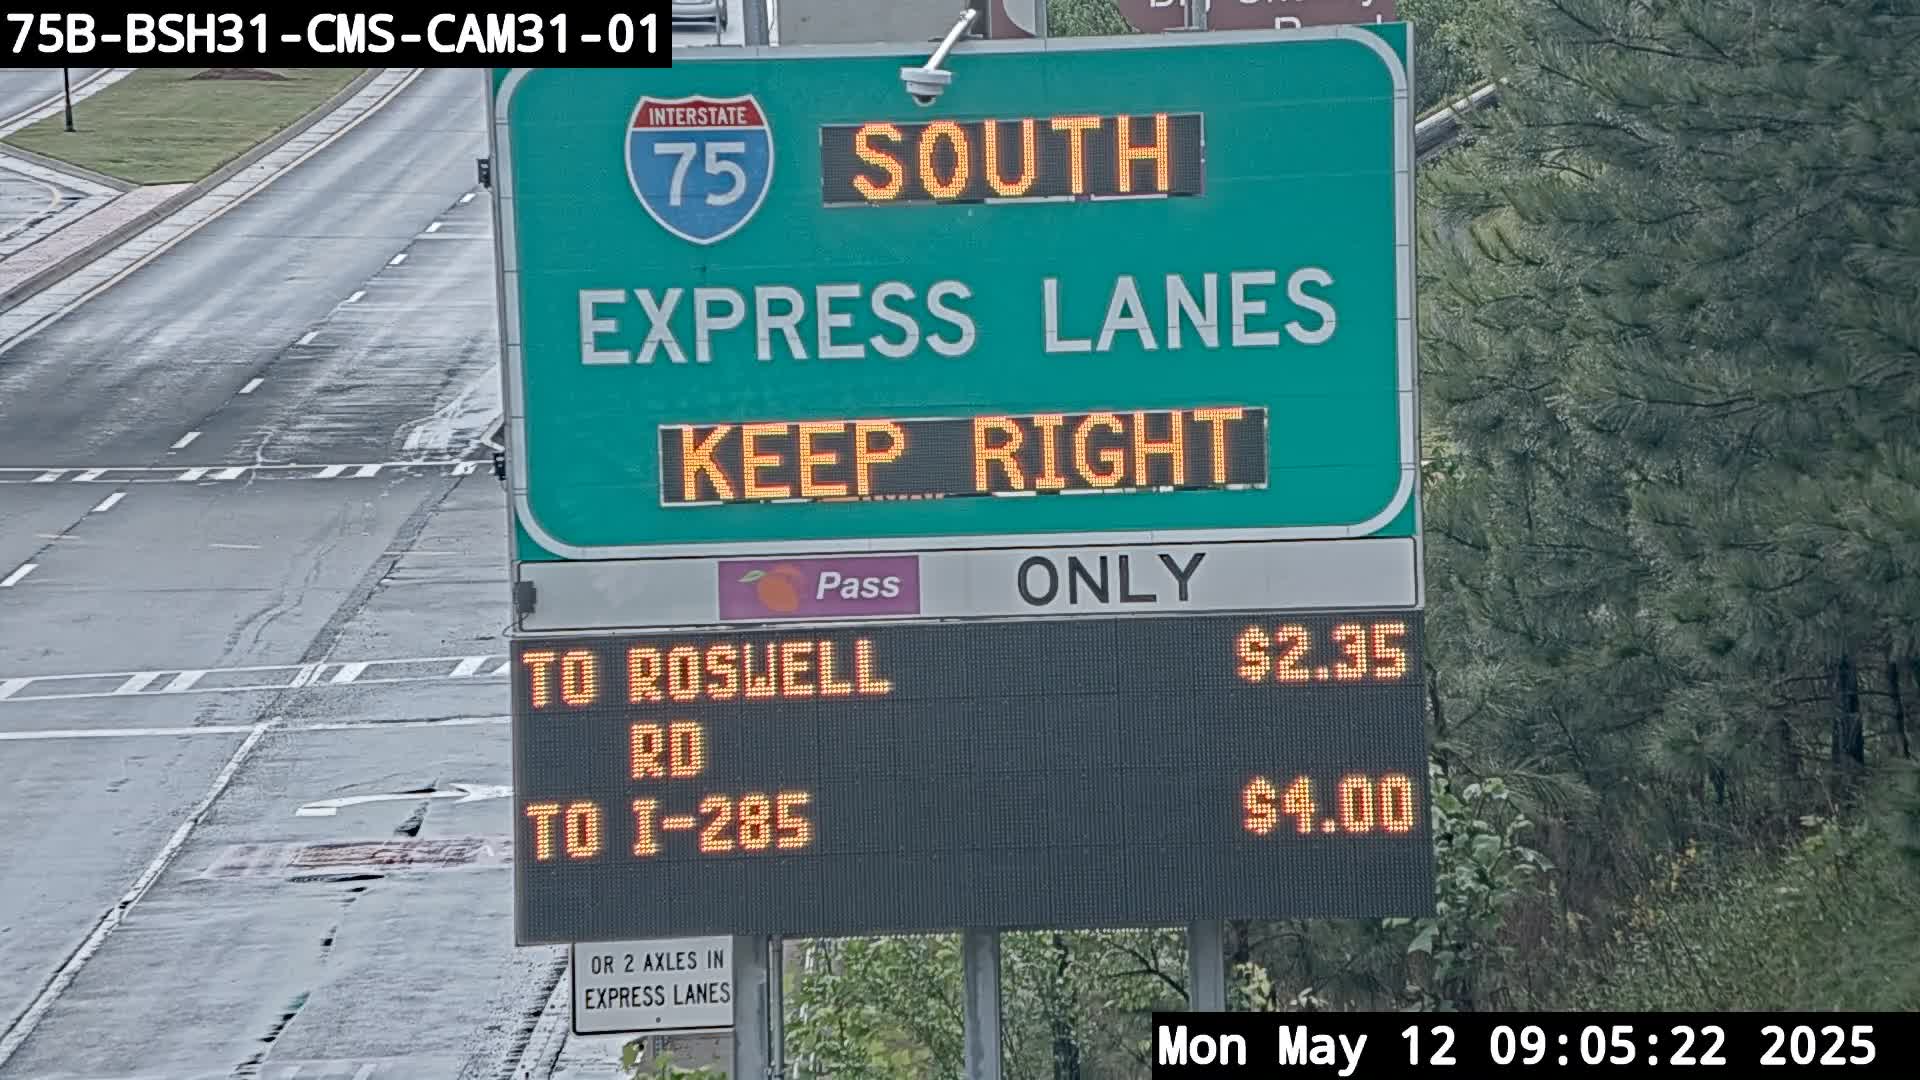 75B-BSH31-CMS-CAM31-01
INTERSTATE
75
SOUTH
EXPRESS LANES
KEEP RIGHT
Pass ONLY
TO ROSWELL $2.35
RD
TO I-285 $4.00
OR 2 AXLES IN
EXPRESS LANES
Mon May 12 09:05:22 2025